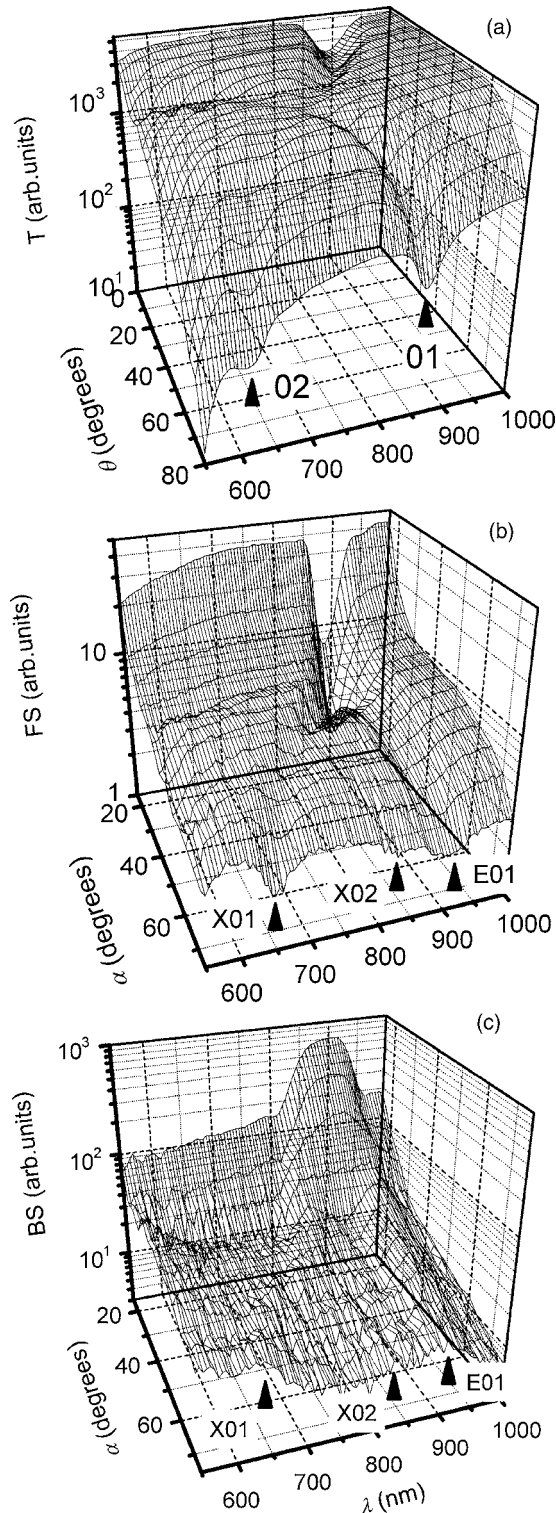 (a)
10³
10²
10¹
T (arb.units)
0
20
40
60
80
θ (degrees)
02
01
600
700
800
900
1000
(b)
10
1
FS (arb.units)
20
40
60
α (degrees)
X01
X02
E01
600
700
800
900
1000
(c)
10³
10²
10¹
BS (arb.units)
20
40
60
α (degrees)
X01
X02
E01
600
700
800
900
1000
λ (nm)